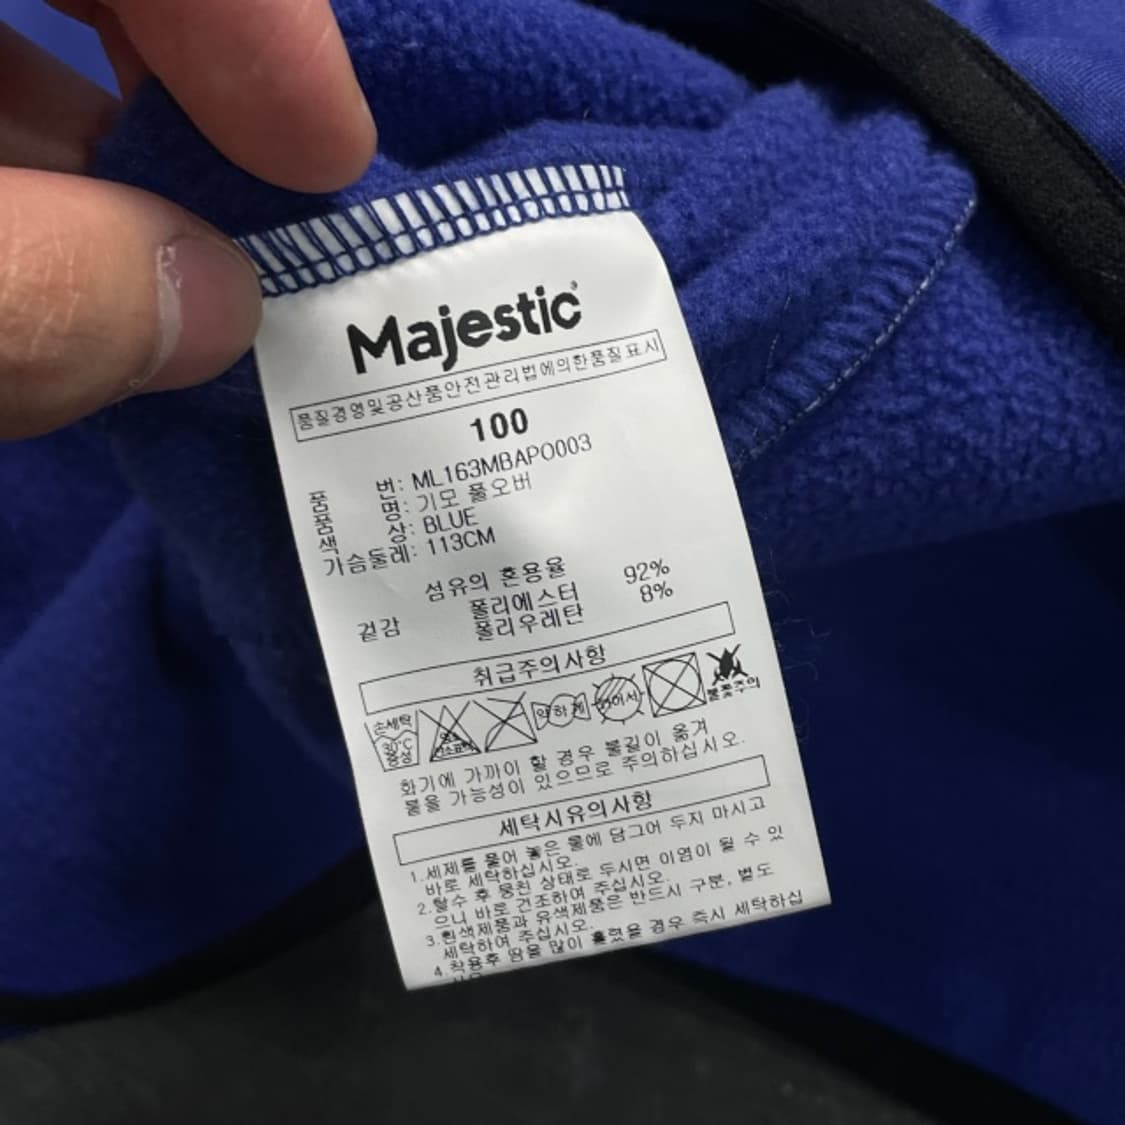 Majestic
품질경영및공산품안전관리법에의한품질표시
100
품 번: ML163MBAPO003
품 명: 기모 풀오버
색 상: BLUE
가슴둘레: 113CM
섬유의 혼용율
겉감 폴리에스터 92%
폴리우레탄 8%
취급주의사항
손세탁 30°C 중성
염소표백
약하게
뉘어서
불꽃주의
화기에 가까이 할 경우 불길이 옮겨
붙을 가능성이 있으므로 주의하십시오.
세탁시유의사항
1.세제를 풀어 놓은 물에 담그어 두지 마시고
바로 세탁하십시오.
2.탈수 후 뭉친 상태로 두시면 이염이 될 수 있
으니 바로 건조하여 주십시오.
3.흰색제품과 유색제품은 반드시 구분, 별도
세탁하여 주십시오.
4.착용후 땀을 많이 흘렸을 경우 즉시 세탁하십